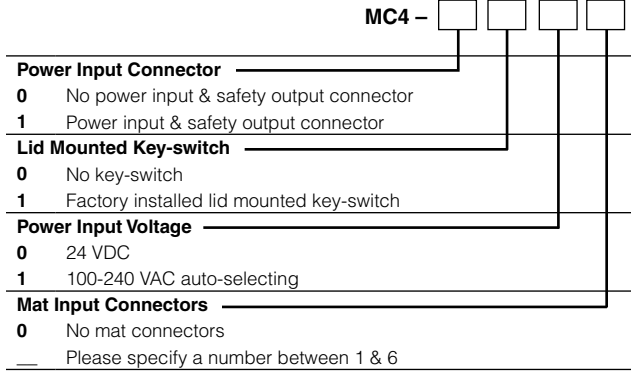 MC4 –
Power Input Connector
0 No power input & safety output connector
1 Power input & safety output connector
Lid Mounted Key-switch
0 No key-switch
1 Factory installed lid mounted key-switch
Power Input Voltage
0 24 VDC
1 100-240 VAC auto-selecting
Mat Input Connectors
0 No mat connectors
__ Please specify a number between 1 & 6